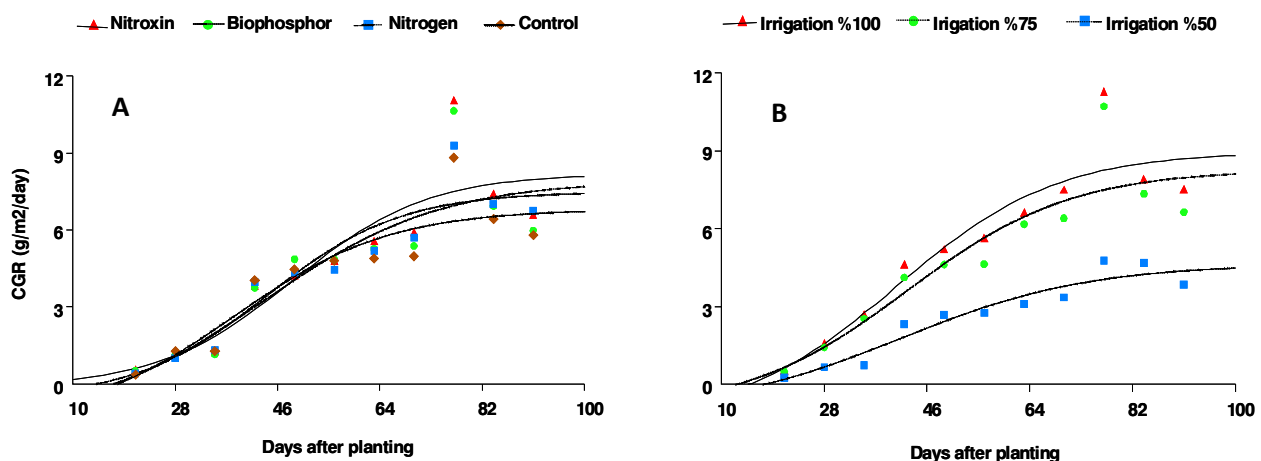 Nitroxin Biophosphor Nitrogen Control
A
CGR (g/m2/day)
12
9
6
3
0
10 28 46 64 82 100
Days after planting
Irrigation %100 Irigation %75 Irrigation %50
B
12
9
6
3
0
10 28 46 64 82 100
Days after planting